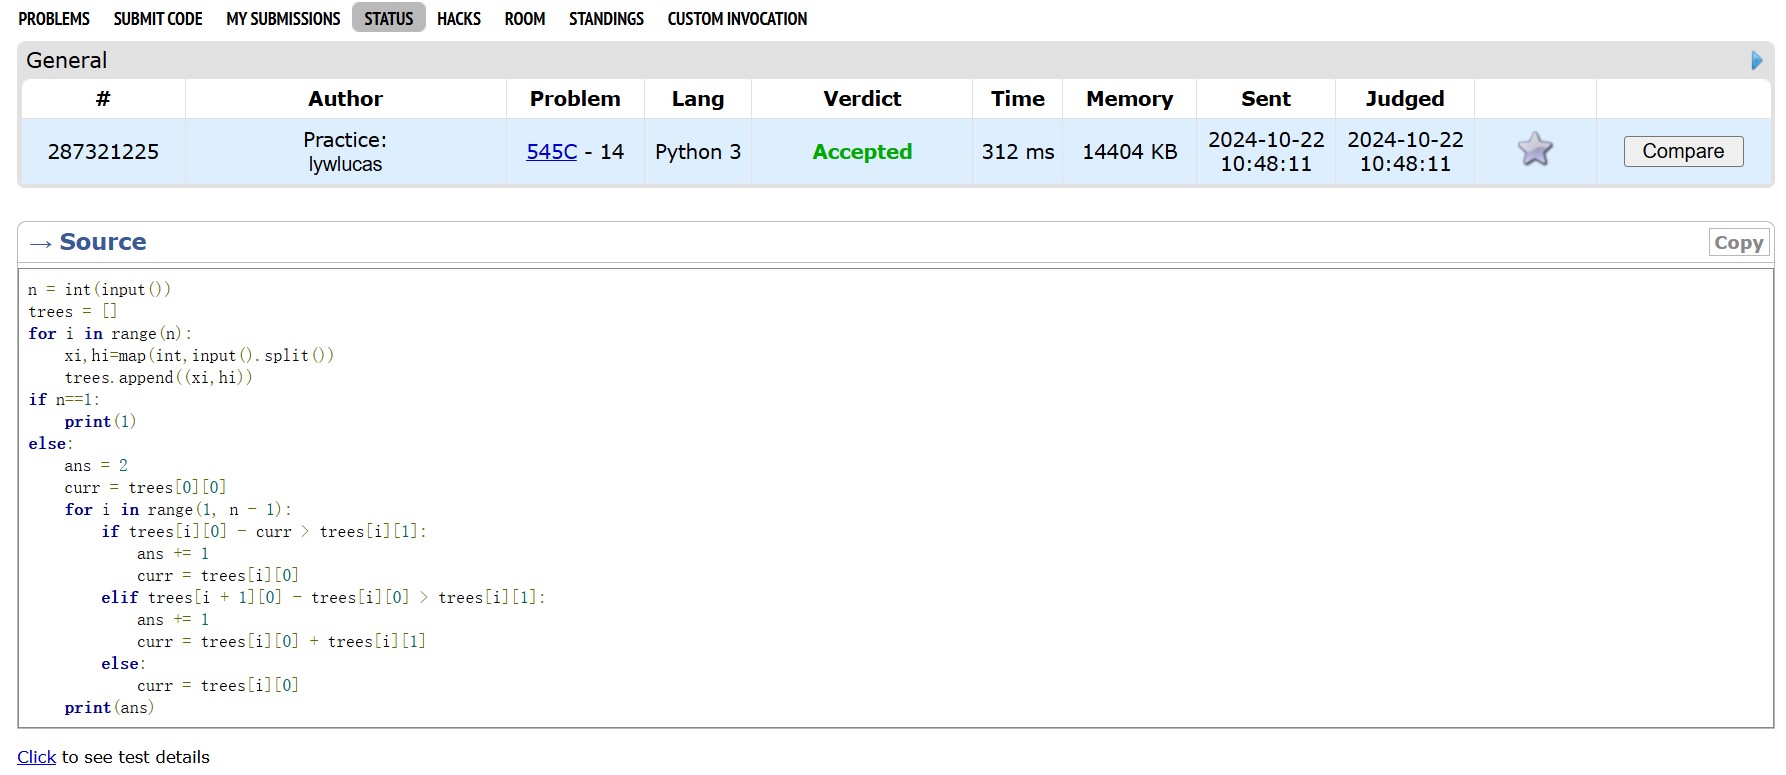 PROBLEMS SUBMIT CODE MY SUBMISSIONS STATUS HACKS ROOM STANDINGS CUSTOM INVOCATION
General
# Author Problem Lang Verdict Time Memory Sent Judged
287321225 Practice: lywlucas 545C - 14 Python 3 Accepted 312 ms 14404 KB 2024-10-22 10:48:11 2024-10-22 10:48:11 Compare
→ Source Copy
n = int(input())
trees = []
for i in range(n):
    xi,hi=map(int,input().split())
    trees.append((xi,hi))
if n==1:
    print(1)
else:
    ans = 2
    curr = trees[0][0]
    for i in range(1, n - 1):
        if trees[i][0] - curr > trees[i][1]:
            ans += 1
            curr = trees[i][0]
        elif trees[i + 1][0] - trees[i][0] > trees[i][1]:
            ans += 1
            curr = trees[i][0] + trees[i][1]
        else:
            curr = trees[i][0]
    print(ans)
Click to see test details